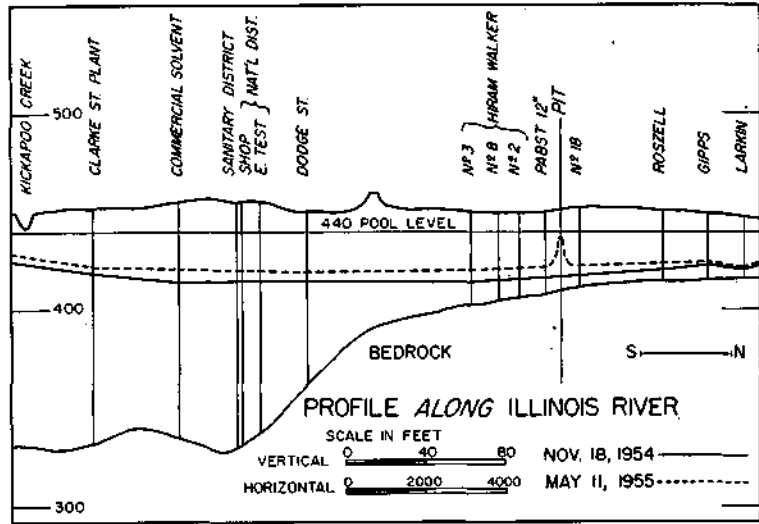 KICKAPOO CREEK
CLARKE ST. PLANT
COMMERCIAL SOLVENT
SANITARY DISTRICT
SHOP } NAT'L DIST.
E. TEST
DODGE ST.
Nº 3
Nº 8 } HIRAM WALKER
Nº 2
PABST 12"
PIT
Nº 18
ROSZELL
GIPPS
LARKIN
500
440 POOL LEVEL
400
BEDROCK
S N
PROFILE ALONG ILLINOIS RIVER
SCALE IN FEET
VERTICAL 0 40 80
HORIZONTAL 0 2000 4000
NOV. 18, 1954
MAY 11, 1955
300